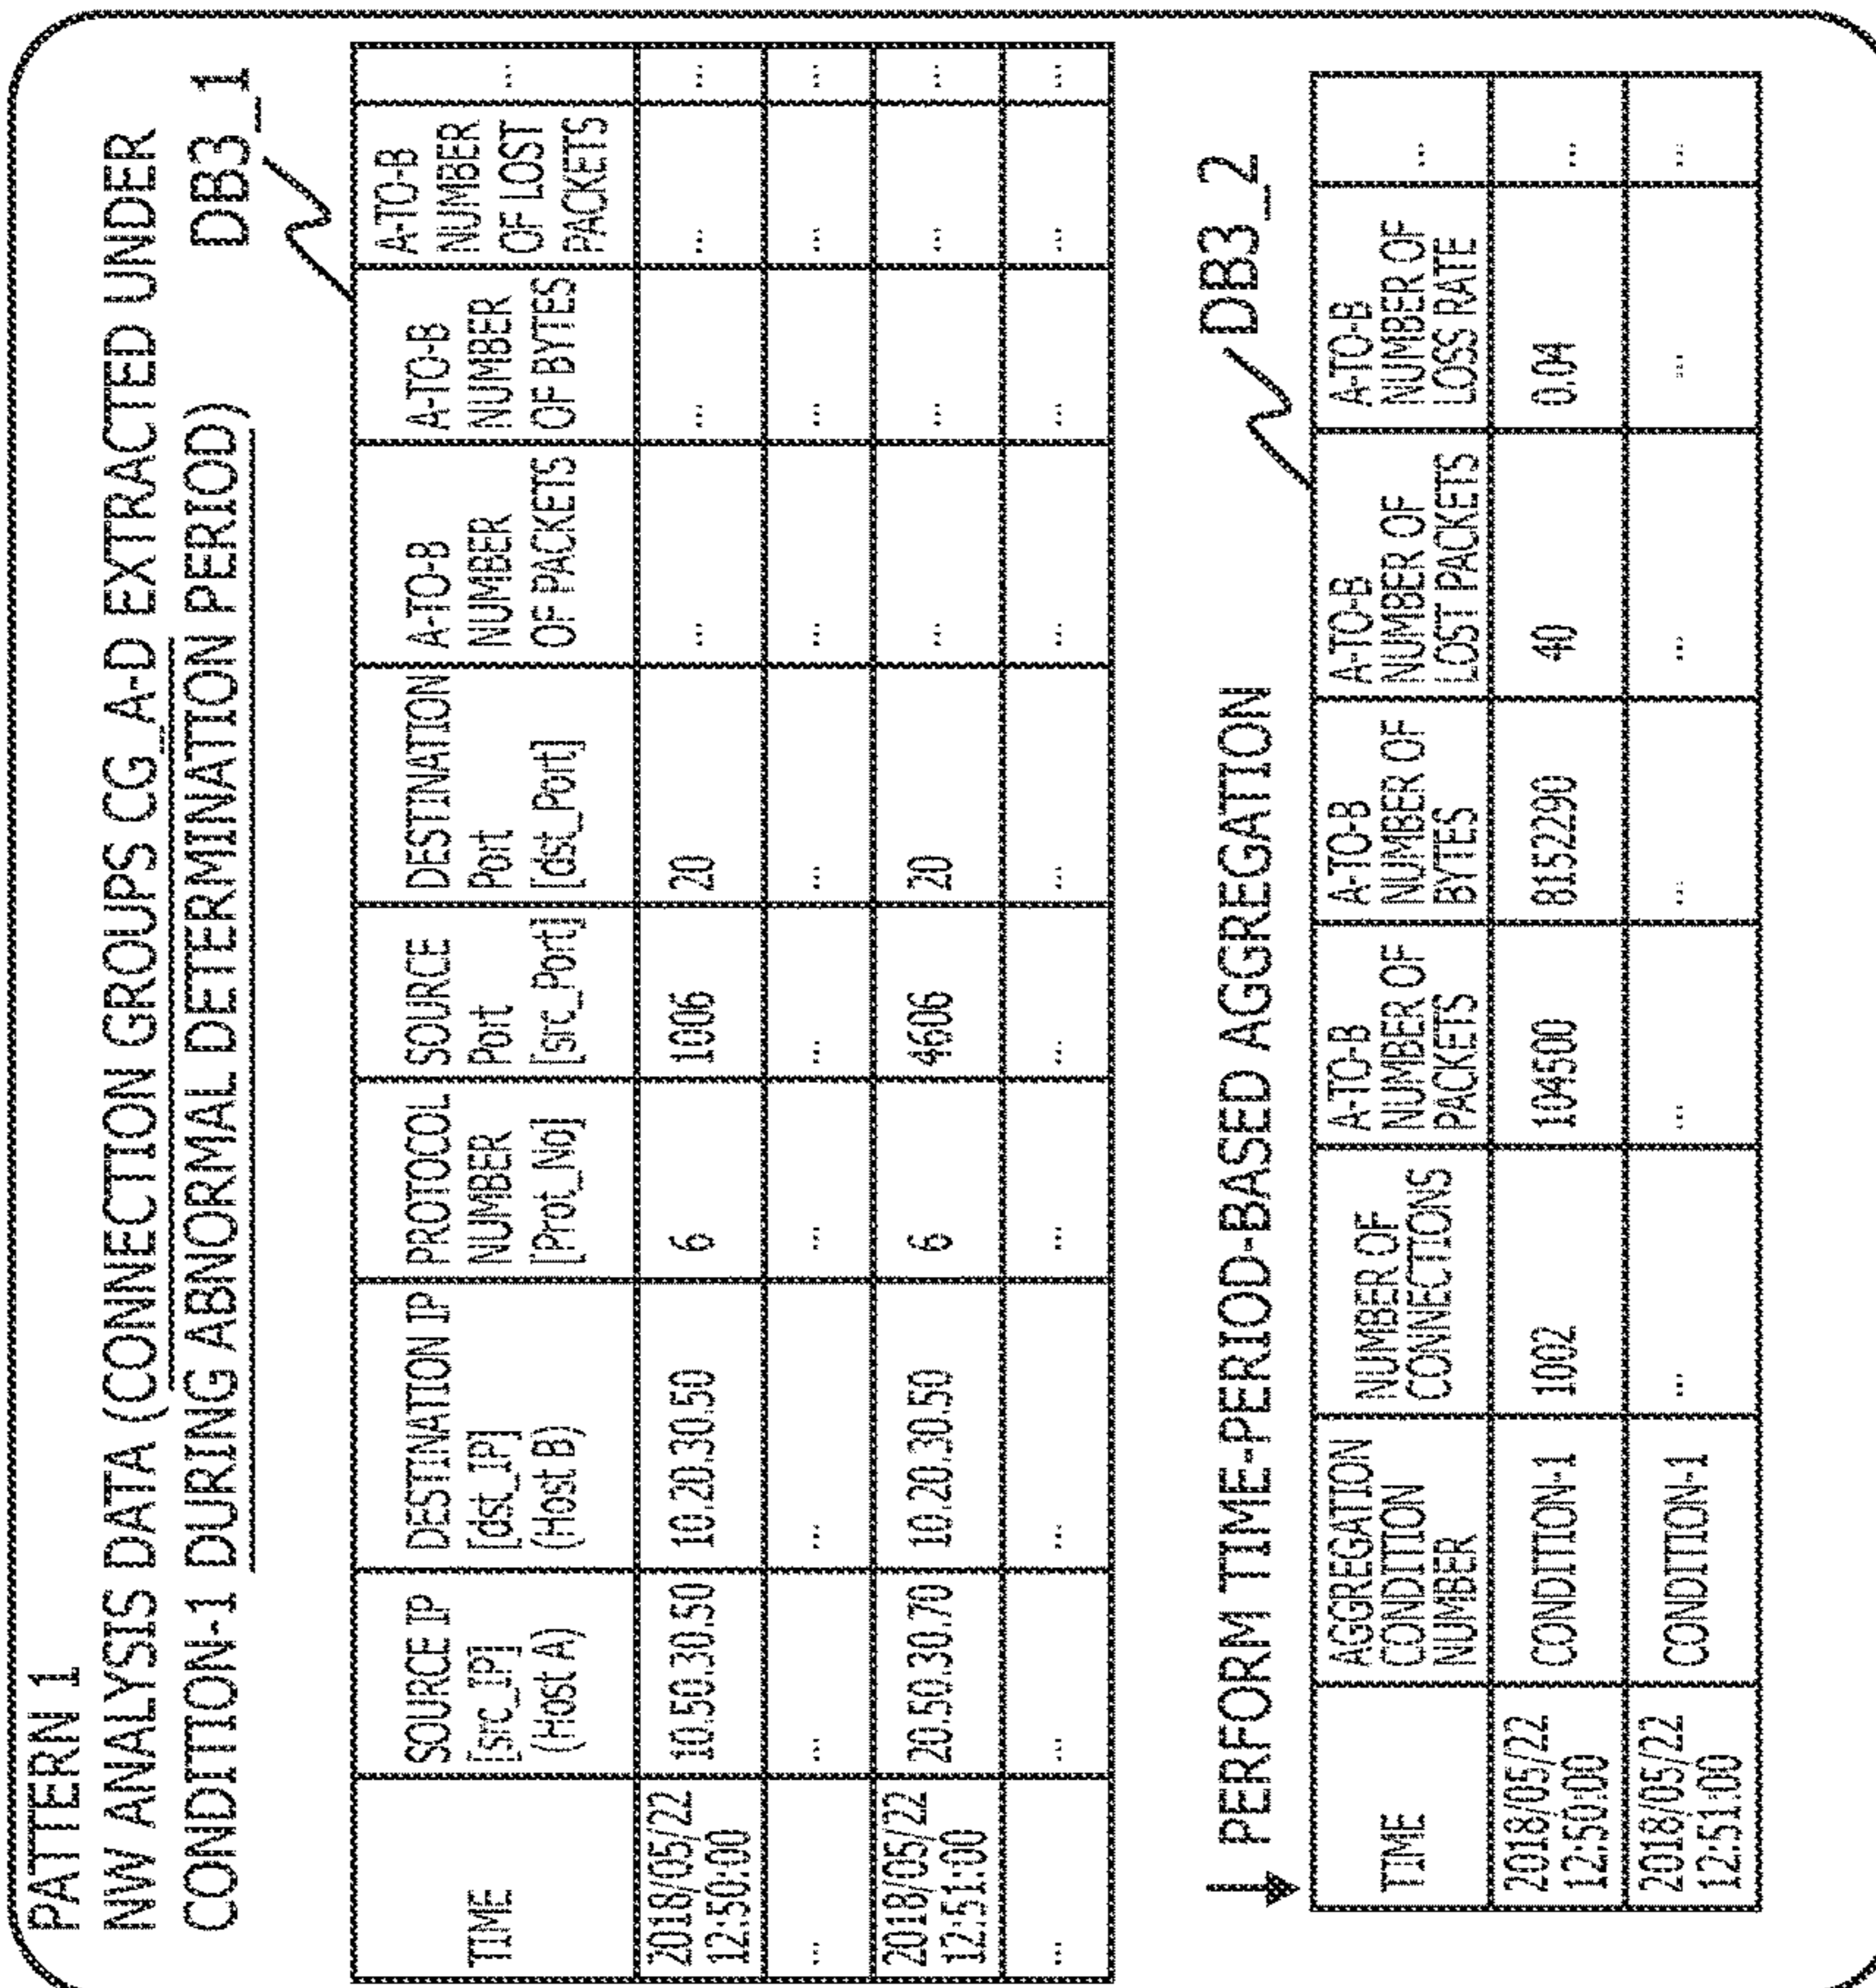 PATTERN 1
NW ANALYSIS DATA (CONNECTION GROUPS CG_A-D EXTRACTED UNDER
CONDITION-1 DURING ABNORMAL DETERMINATION PERIOD)
DB3_1
TIME
SOURCE IP
[src_IP]
(Host A)
DESTINATION IP
[dst_IP]
(Host B)
PROTOCOL
NUMBER
[Prot_No]
SOURCE
Port
[src_Port]
DESTINATION
Port
[dst_Port]
A-TO-B
NUMBER
OF PACKETS
A-TO-B
NUMBER
OF BYTES
A-TO-B
NUMBER
OF LOST
PACKETS
...
2018/05/22
12:50:00
10.50.30.50
10.20.30.50
6
1006
20
...
...
...
...
...
...
...
...
...
...
...
...
...
...
2018/05/22
12:51:00
20.50.30.70
10.20.30.50
6
4606
20
...
...
...
...
...
...
...
...
...
...
...
...
...
...
PERFORM TIME-PERIOD-BASED AGGREGATION
DB3_2
TIME
AGGREGATION
CONDITION
NUMBER
NUMBER OF
CONNECTIONS
A-TO-B
NUMBER OF
PACKETS
A-TO-B
NUMBER OF
BYTES
A-TO-B
NUMBER OF
LOST PACKETS
A-TO-B
NUMBER OF
LOSS RATE
...
2018/05/22
12:50:00
CONDITION-1
1002
104500
8152290
40
0.04
...
2018/05/22
12:51:00
CONDITION-1
...
...
...
...
...
...